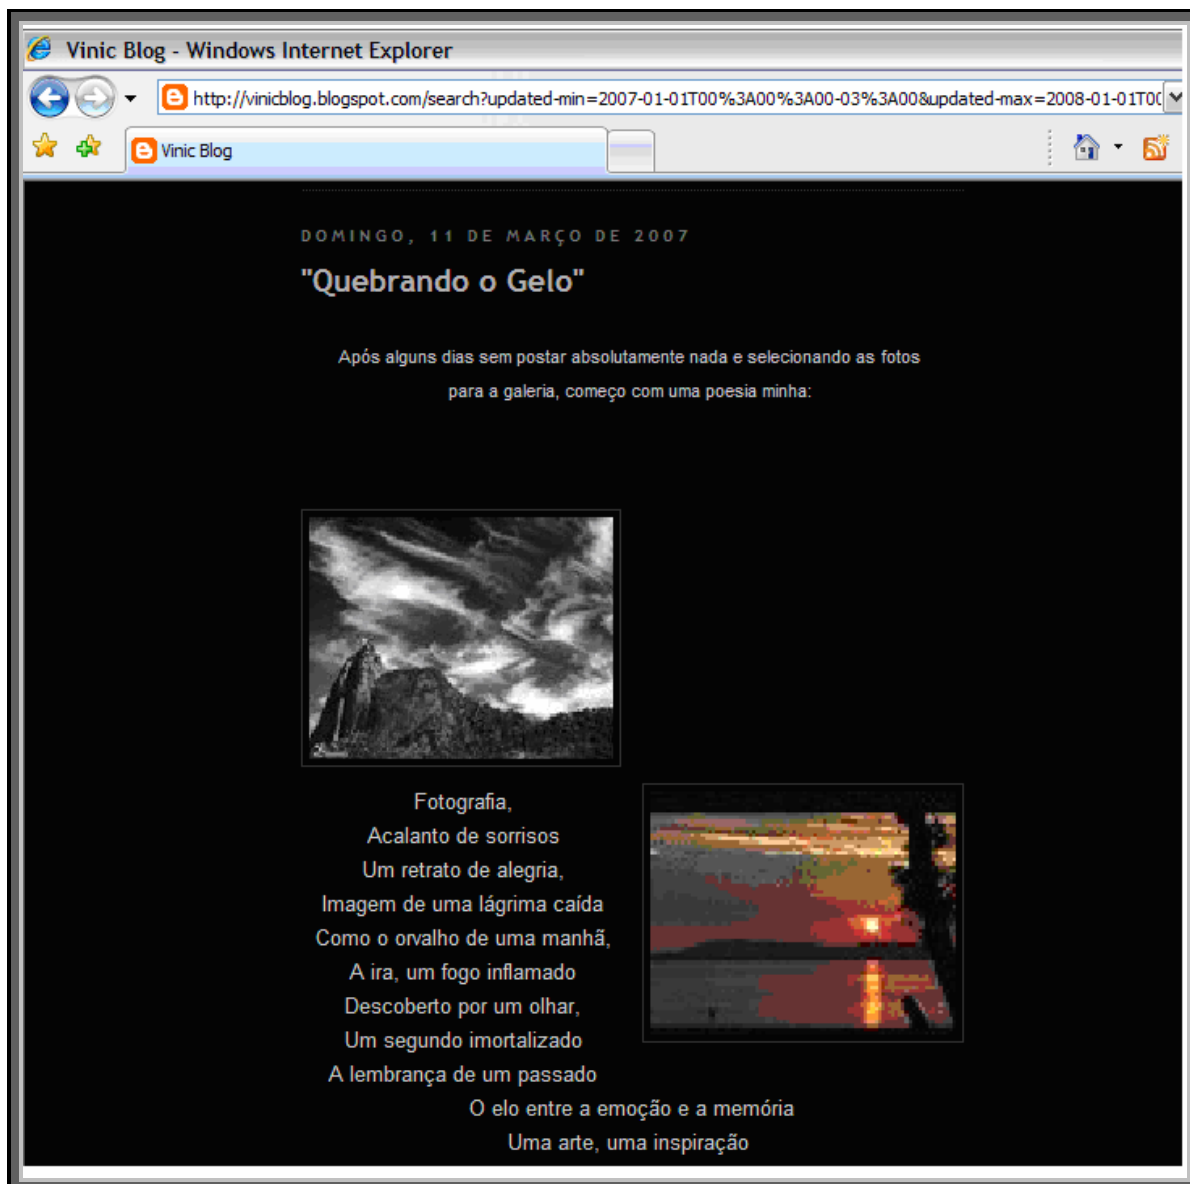 Vinic Blog - Windows Internet Explorer
http://vinicblog.blogspot.com/search?updated-min=2007-01-01T00%3A00%3A00-03%3A00&updated-max=2008-01-01T0
Vinic Blog
DOMINGO, 11 DE MARÇO DE 2007
"Quebrando o Gelo"
Após alguns dias sem postar absolutamente nada e selecionando as fotos
para a galeria, começo com uma poesia minha:
Fotografia,
Acalanto de sorrisos
Um retrato de alegria,
Imagem de uma lágrima caída
Como o orvalho de uma manhã,
A ira, um fogo inflamado
Descoberto por um olhar,
Um segundo imortalizado
A lembrança de um passado
O elo entre a emoção e a memória
Uma arte, uma inspiração